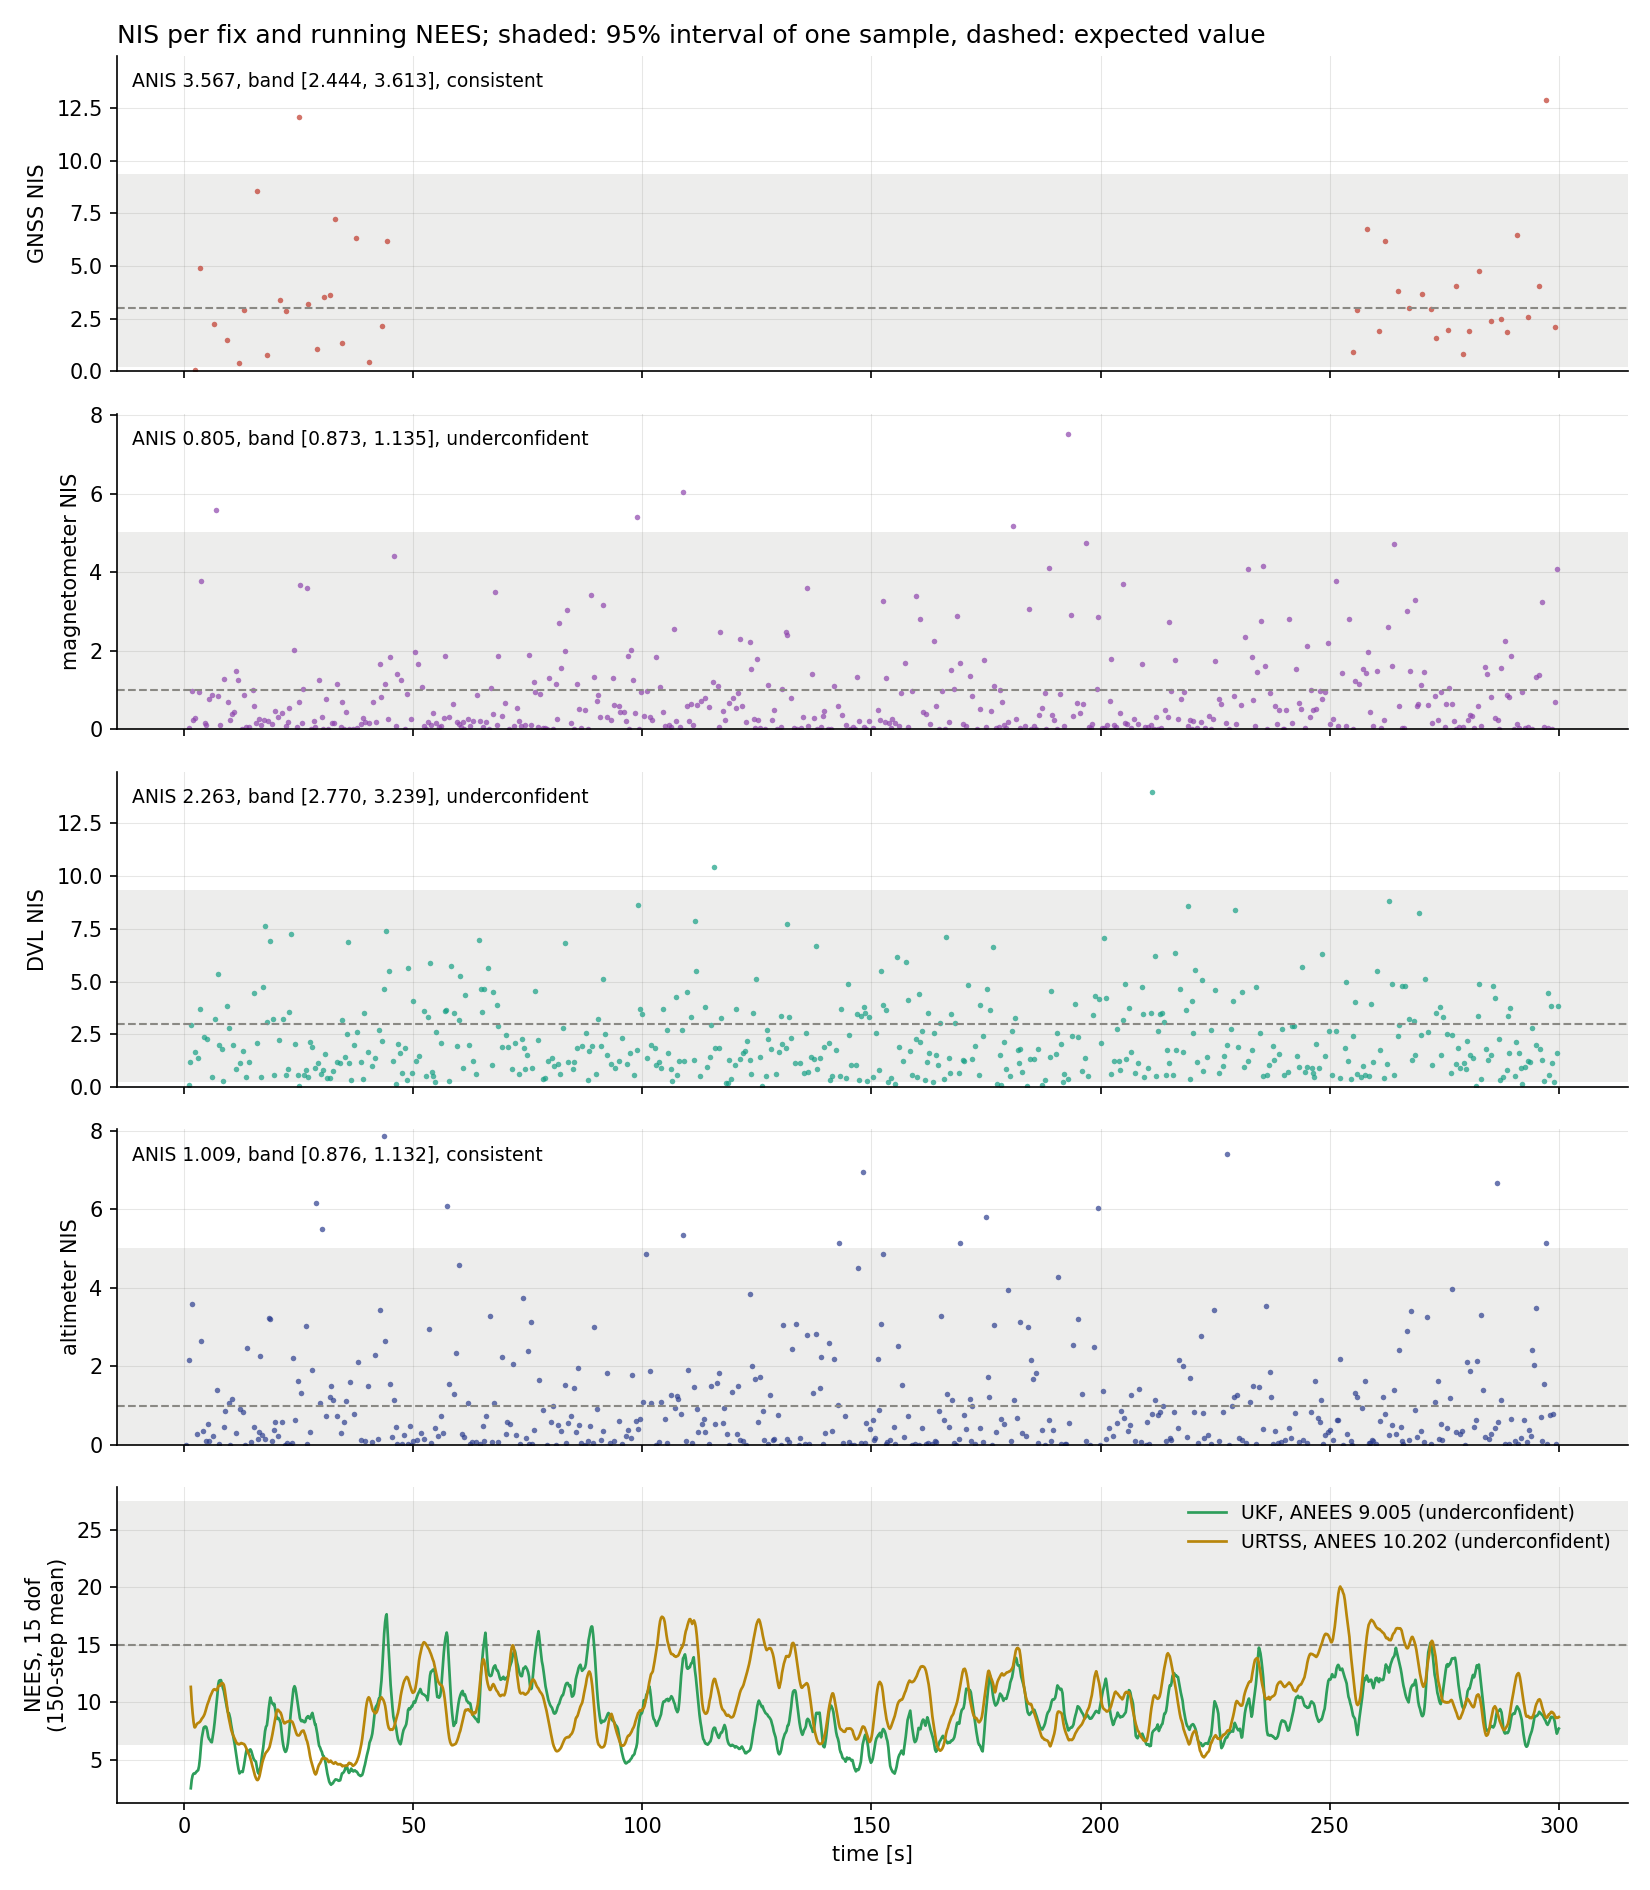 NIS per fix and running NEES; shaded: 95% interval of one sample, dashed: expected value
ANIS 3.567, band [2.444, 3.613], consistent
GNSS NIS
12.5
10.0
7.5
5.0
2.5
0.0
ANIS 0.805, band [0.873, 1.135], underconfident
magnetometer NIS
8
6
4
2
0
ANIS 2.263, band [2.770, 3.239], underconfident
DVL NIS
12.5
10.0
7.5
5.0
2.5
0.0
ANIS 1.009, band [0.876, 1.132], consistent
altimeter NIS
8
6
4
2
0
UKF, ANEES 9.005 (underconfident)
URTSS, ANEES 10.202 (underconfident)
NEES, 15 dof
(150-step mean)
25
20
15
10
5
0 50 100 150 200 250 300
time [s]